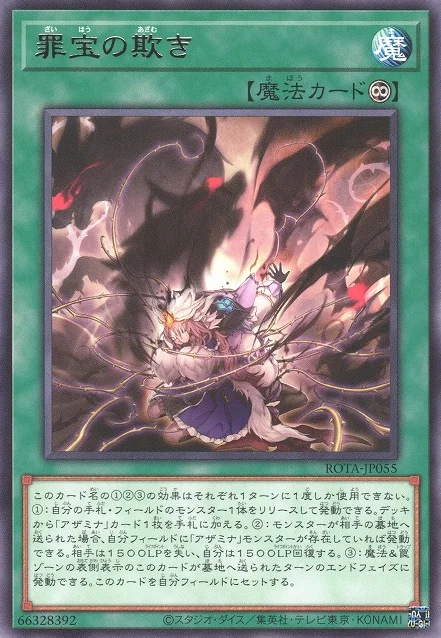 罪宝の欺き
【魔法カード】
ROTA-JP055
このカード名の①②③の効果はそれぞれ1ターンに1度しか使用できない。
①：自分の手札・フィールドのモンスター1体をリリースして発動できる。デッキ
から「アザミナ」カード1枚を手札に加える。②：モンスターが相手の墓地へ
送られた場合、自分フィールドに「アザミナ」モンスターが存在していれば発動
できる。相手は1500LPを失い、自分は1500LP回復する。③：魔法&罠
ゾーンの表側表示のこのカードが墓地へ送られたターンのエンドフェイズに
発動できる。このカードを自分フィールドにセットする。
66328392
©スタジオ・ダイス/集英社・テレビ東京・KONAMI